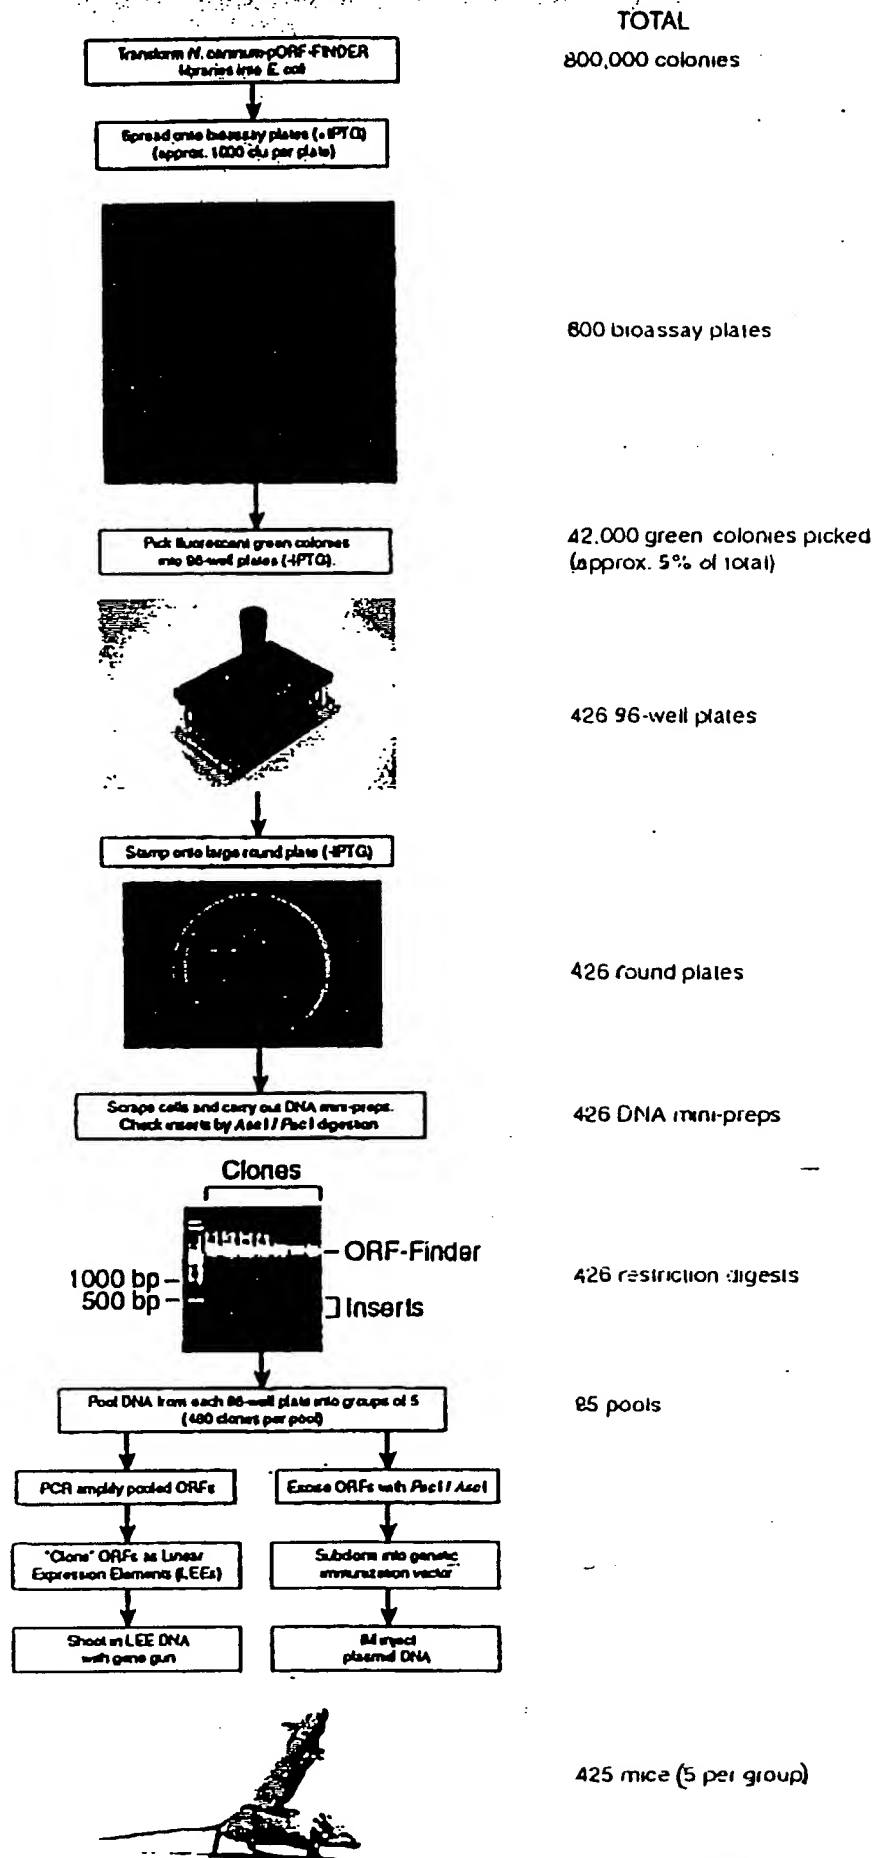 TOTAL
Transform N. caninum-pORF-FINDER
libraries into E. coli
800,000 colonies
Spread onto bioassay plates (+IPTG)
(approx. 1000 cfu per plate)
800 bioassay plates
Pick fluorescent green colonies
into 96-well plates (-IPTG).
42,000 green colonies picked
(approx. 5% of total)
426 96-well plates
Stamp onto large round plate (-IPTG)
426 round plates
Scrape cells and carry out DNA mini-preps.
Check inserts by AscI / PacI digestion
426 DNA mini-preps
Clones
ORF-Finder
1000 bp
500 bp
Inserts
426 restriction digests
Pool DNA from each 96-well plate into groups of 5
(480 clones per pool)
85 pools
PCR amplify pooled ORFs
Excise ORFs with PacI / AscI
"Clone" ORFs as Linear
Expression Elements (LEEs)
Subclone into genetic
immunization vector
Shoot in LEE DNA
with gene gun
IM inject
plasmid DNA
425 mice (5 per group)